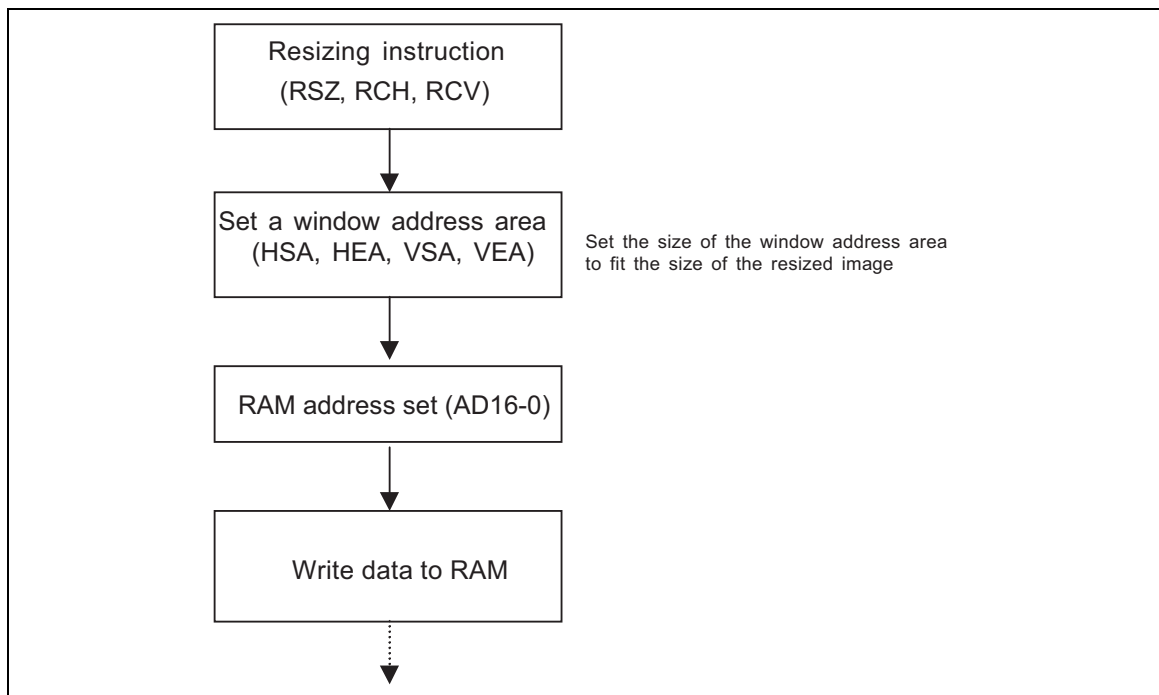 Resizing instruction
(RSZ, RCH, RCV)
Set a window address area
(HSA, HEA, VSA, VEA)
Set the size of the window address area
to fit the size of the resized image
RAM address set (AD16-0)
Write data to RAM